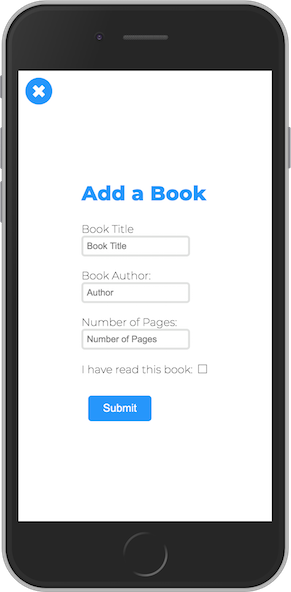 Add a Book
Book Title
Book Title
Book Author:
Author
Number of Pages:
Number of Pages
I have read this book:
Submit